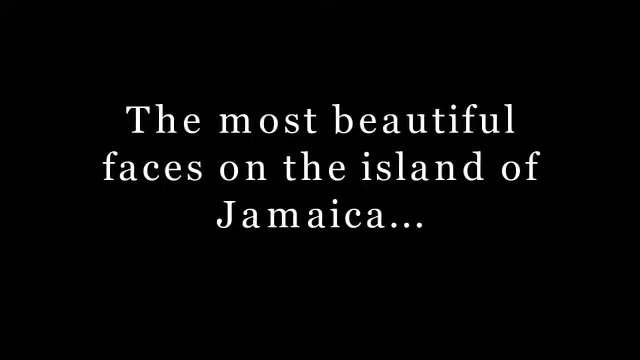 The most beautiful
faces on the island of
Jamaica...